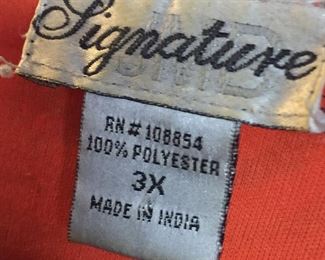 Signature
RN# 108854
100% POLYESTER
3X
MADE IN INDIA